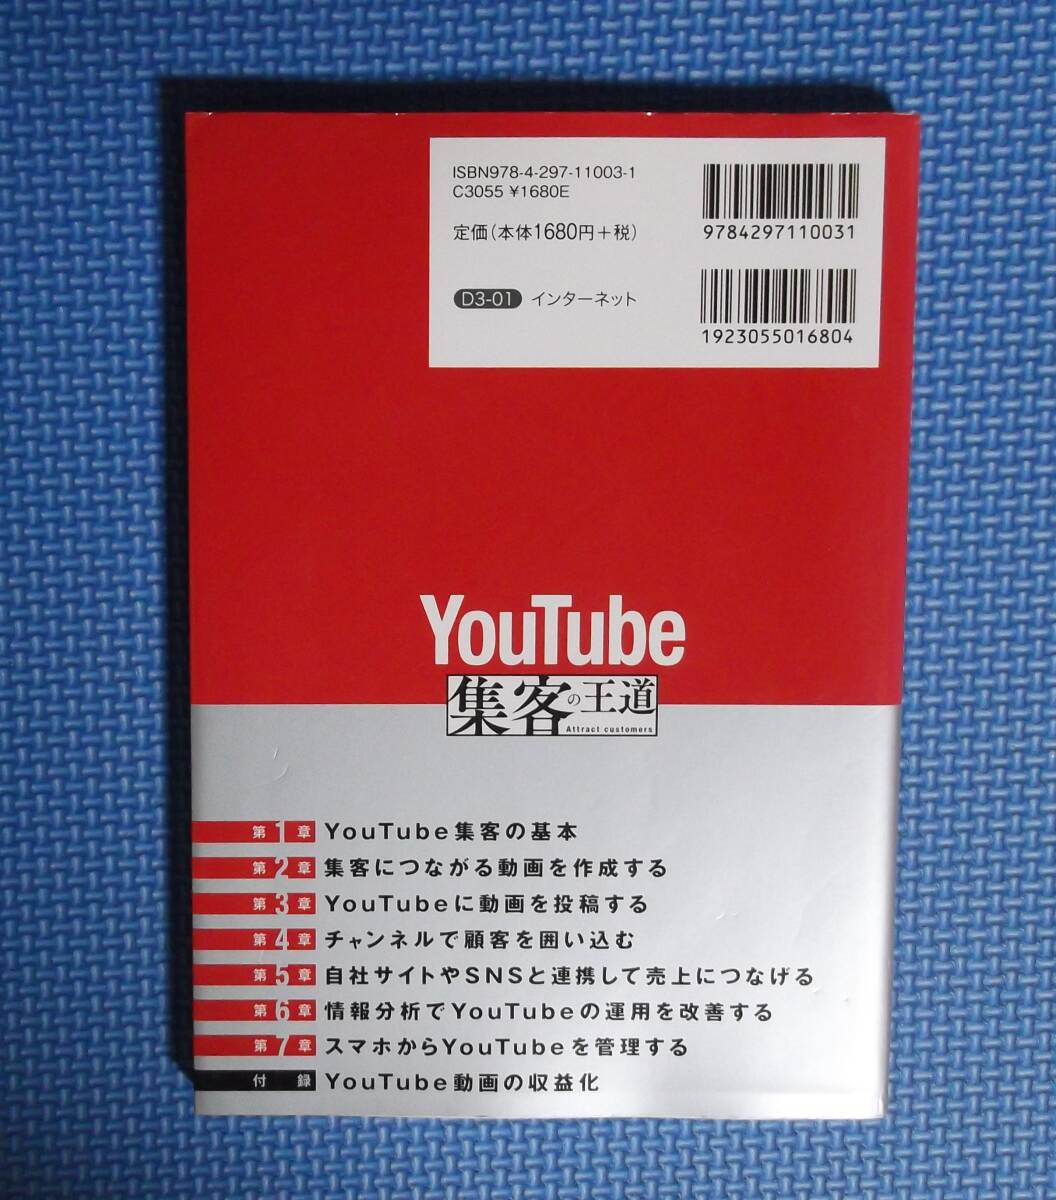 ISBN978-4-297-11003-1
C3055 ¥1680E
定価(本体1680円+税)
D3-01 インターネット
9784297110031
1923055016804
YouTube
集客の王道
Attract customers
第1章 YouTube集客の基本
第2章 集客につながる動画を作成する
第3章 YouTubeに動画を投稿する
第4章 チャンネルで顧客を囲い込む
第5章 自社サイトやSNSと連携して売上につなげる
第6章 情報分析でYouTubeの運用を改善する
第7章 スマホからYouTubeを管理する
付録 YouTube動画の収益化